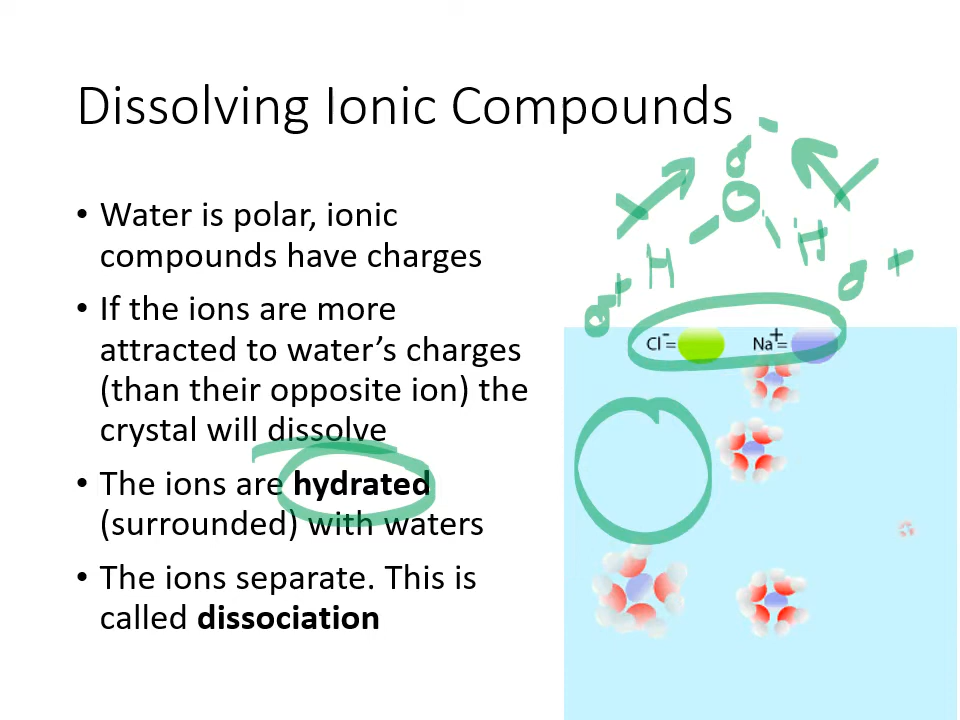 Dissolving Ionic Compounds
• Water is polar, ionic
compounds have charges
• If the ions are more
attracted to water’s charges
(than their opposite ion) the
crystal will dissolve
• The ions are hydrated
(surrounded) with waters
• The ions separate. This is
called dissociation
-
O
H H
+ +
Cl⁻= Na⁺=